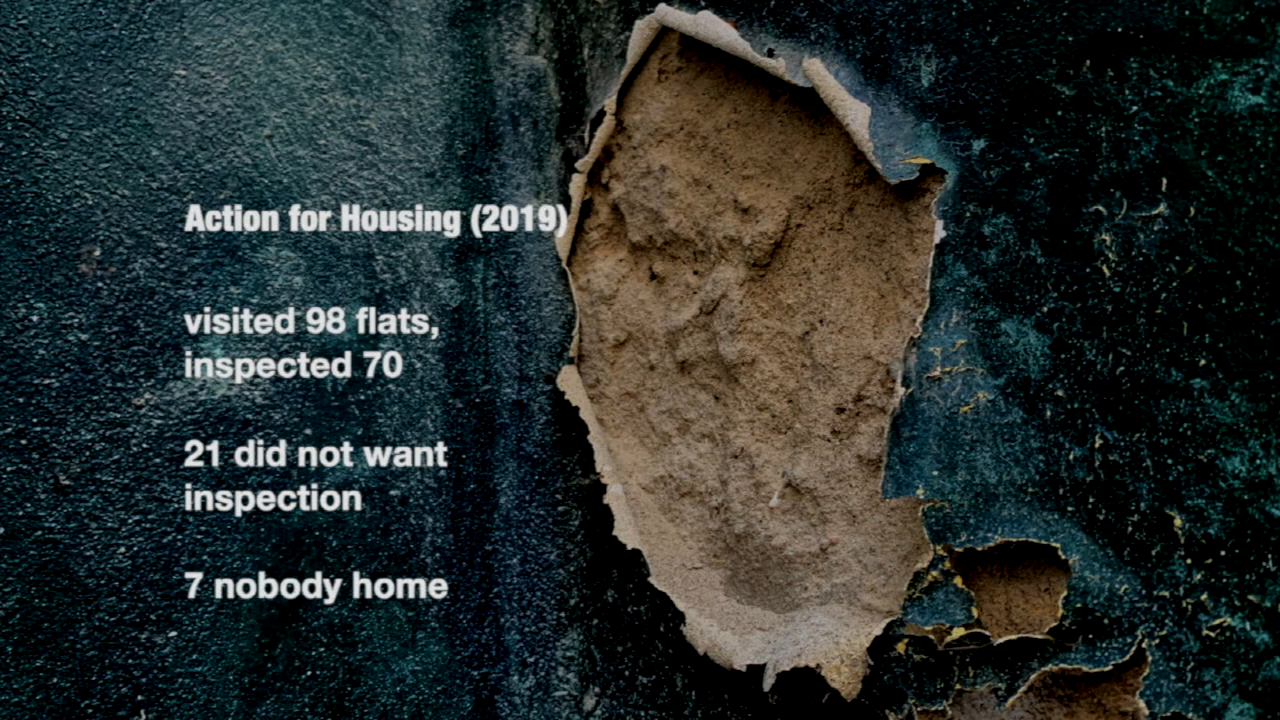 Action for Housing (2019)
visited 98 flats,
inspected 70
21 did not want
inspection
7 nobody home